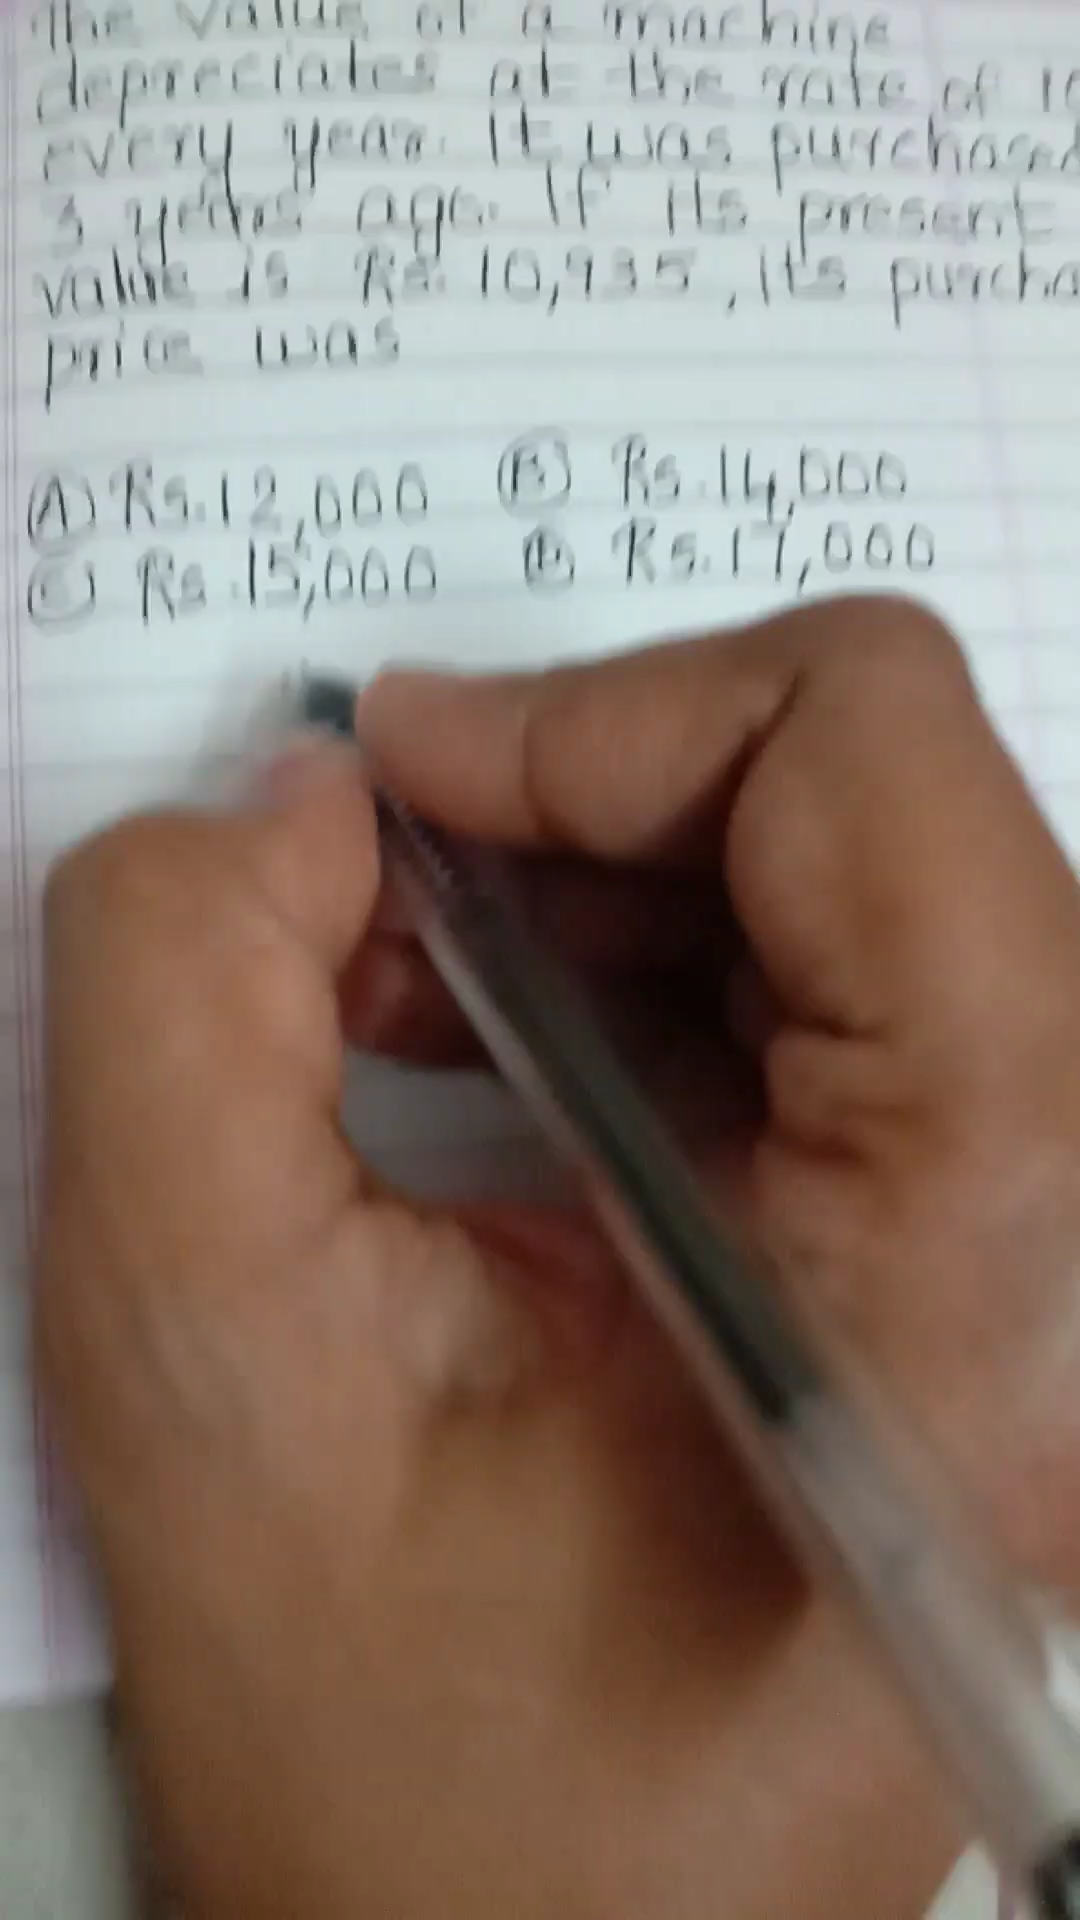 The value of a machine
depreciates at the rate of 10
every year. It was purchased
3 years ago. If its present
value is Rs. 10,935, its purcha
price was
(A) Rs. 12,000 (B) Rs. 14,000
(C) Rs. 15,000 (D) Rs. 17,000